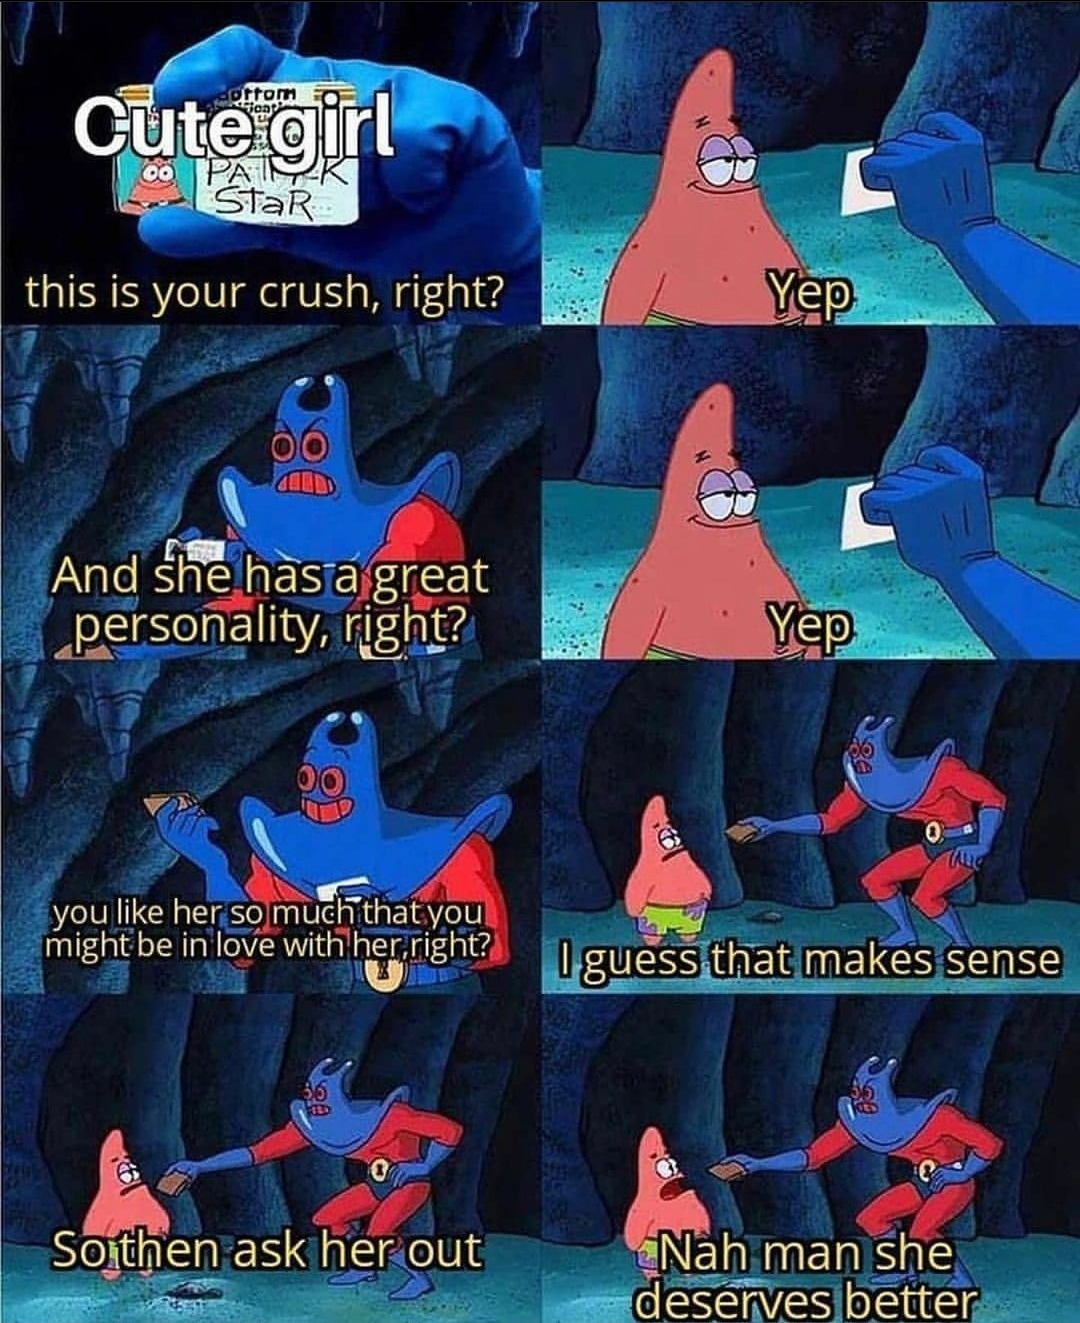 Cute girl
PAT
STaR
this is your crush, right?
Yep
And she has a great
personality, right?
Yep
you like her so much that you
might be in love with her,right?
I guess that makes sense
So then ask her out
Nah man she
deserves better